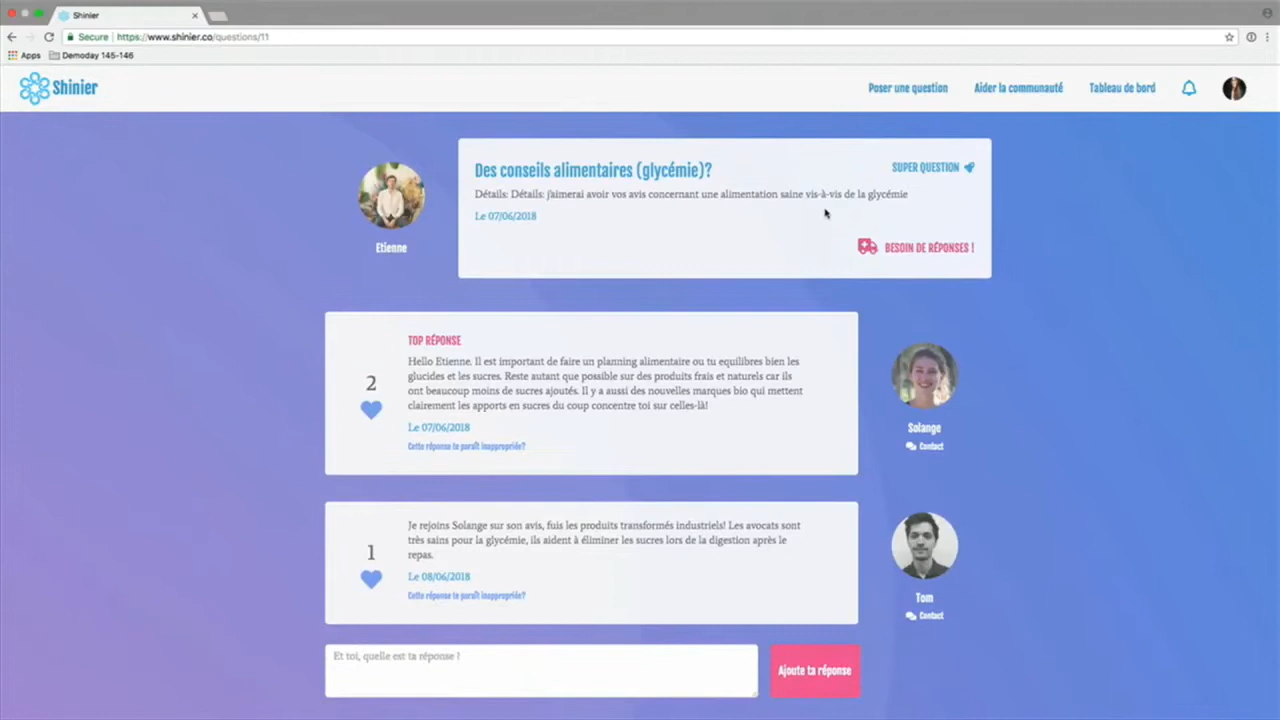 Shinier
Secure
https://www.shinier.co/questions/11
Apps
Demoday 145-146
Shinier
Poser une question
Aider la communauté
Tableau de bord
Des conseils alimentaires (glycémie)?
SUPER QUESTION
Détails: Détails: j'aimerai avoir vos avis concernant une alimentation saine vis-à-vis de la glycémie
Le 07/06/2018
Etienne
BESOIN DE RÉPONSES !
TOP RÉPONSE
Hello Etienne. Il est important de faire un planning alimentaire ou tu equilibres bien les
glucides et les sucres. Reste autant que possible sur des produits frais et naturels car ils
ont beaucoup moins de sucres ajoutés. Il y a aussi des nouvelles marques bio qui mettent
clairement les apports en sucres du coup concentre toi sur celles-là!
2
Le 07/06/2018
Cette réponse te paraît inappropriée?
Solange
Contact
Je rejoins Solange sur son avis, fuis les produits transformés industriels! Les avocats sont
très sains pour la glycémie, ils aident à éliminer les sucres lors de la digestion après le
repas.
1
Le 08/06/2018
Cette réponse te paraît inappropriée?
Tom
Contact
Et toi, quelle est ta réponse ?
Ajoute ta réponse